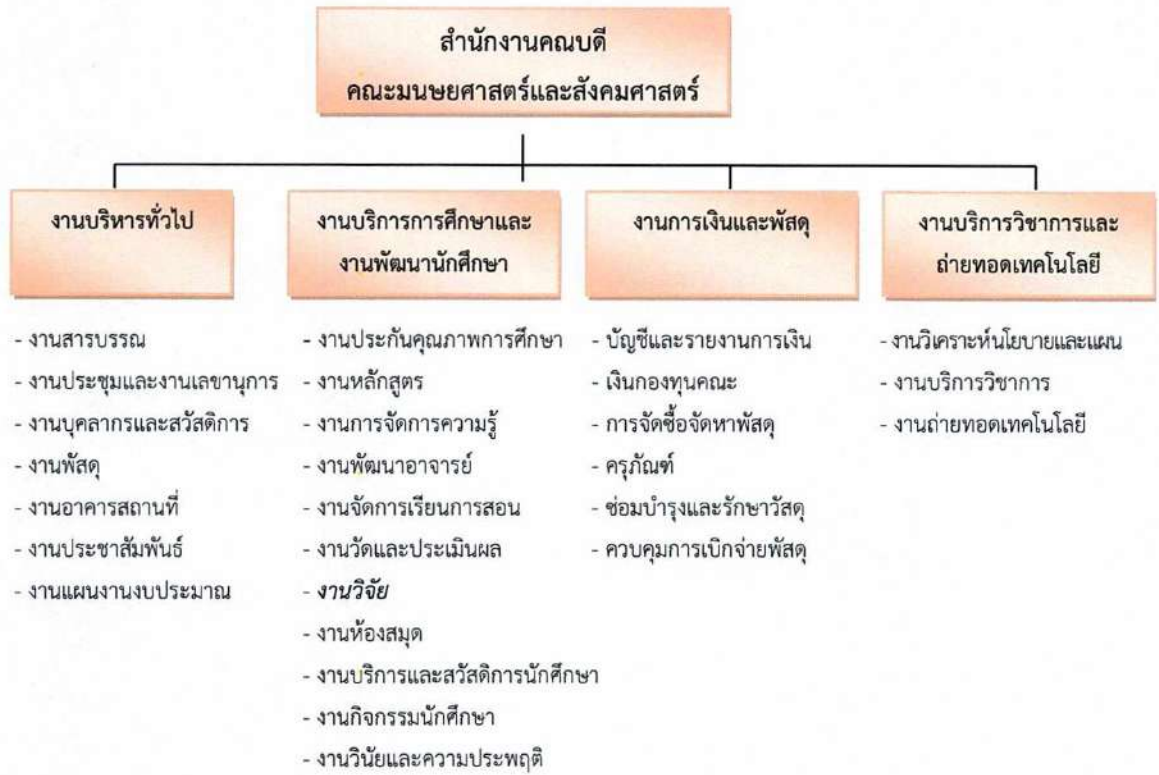 สำนักงานคณบดี
คณะมนษยศาสตร์และสังคมศาสตร์
งานบริหารทั่วไป
- งานสารบรรณ
- งานประชุมและงานเลขานุการ
- งานบุคลากรและสวัสดิการ
- งานพัสดุ
- งานอาคารสถานที่
- งานประชาสัมพันธ์
- งานแผนงานงบประมาณ
งานบริการการศึกษาและ
งานพัฒนานักศึกษา
- งานประกันคุณภาพการศึกษา
- งานหลักสูตร
- งานการจัดการความรู้
- งานพัฒนาอาจารย์
- งานจัดการเรียนการสอน
- งานวัดและประเมินผล
- งานวิจัย
- งานห้องสมุด
- งานบริการและสวัสดิการนักศึกษา
- งานกิจกรรมนักศึกษา
- งานวินัยและความประพฤติ
งานการเงินและพัสดุ
- บัญชีและรายงานการเงิน
- เงินกองทุนคณะ
- การจัดซื้อจัดหาพัสดุ
- ครุภัณฑ์
- ซ่อมบำรุงและรักษาวัสดุ
- ควบคุมการเบิกจ่ายพัสดุ
งานบริการวิชาการและ
ถ่ายทอดเทคโนโลยี
- งานวิเคราะห์นโยบายและแผน
- งานบริการวิชาการ
- งานถ่ายทอดเทคโนโลยี